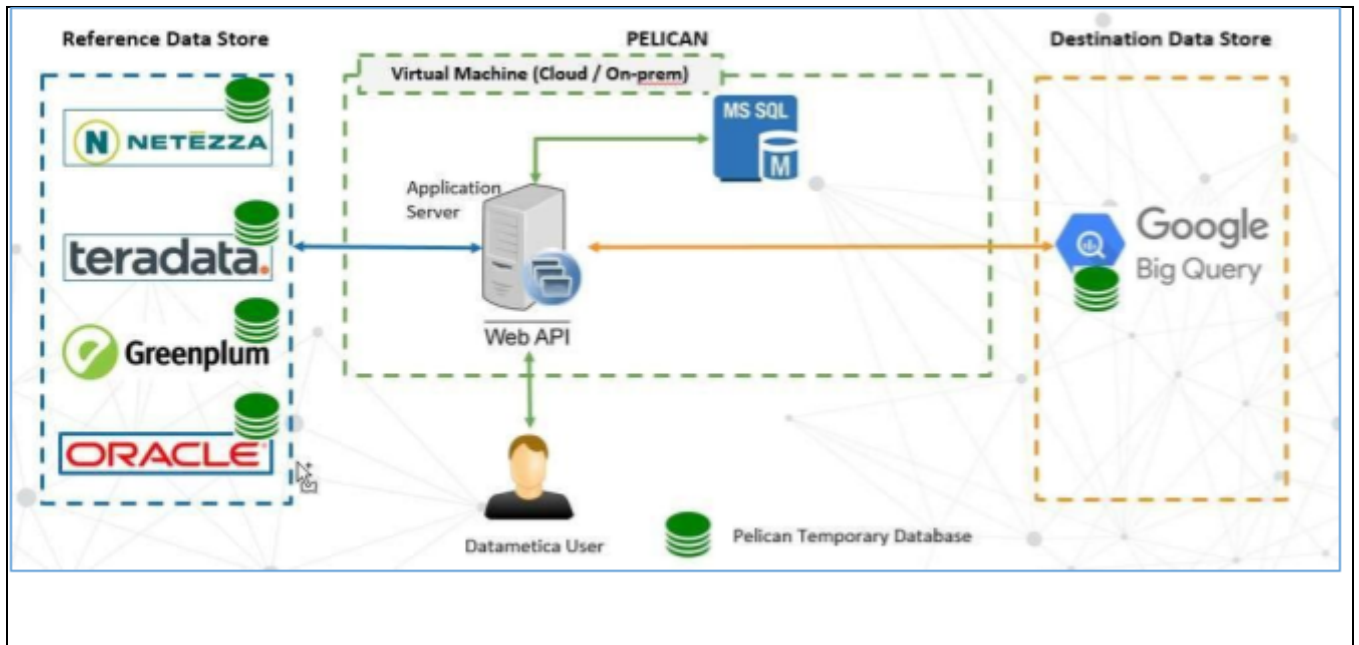 Reference Data Store
PELICAN
Destination Data Store
Virtual Machine (Cloud / On-prem)
MS SQL
M
N NETĒZZA
Application
Server
teradata.
Google
Big Query
Web API
Greenplum
ORACLE
Datametica User
Pelican Temporary Database